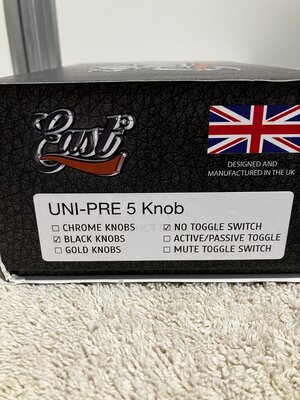 East
DESIGNED AND
MANUFACTURED IN THE UK
UNI-PRE 5 Knob
☐ CHROME KNOBS ☑ NO TOGGLE SWITCH
☑ BLACK KNOBS ☐ ACTIVE/PASSIVE TOGGLE
☐ GOLD KNOBS ☐ MUTE TOGGLE SWITCH